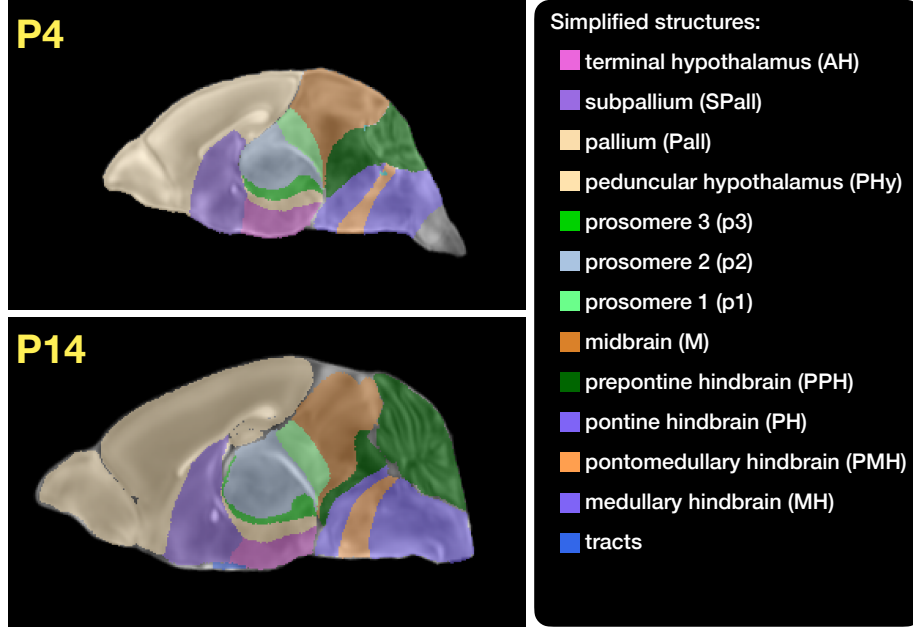 P4
P14
Simplified structures:
terminal hypothalamus (AH)
subpallium (SPall)
pallium (Pall)
peduncular hypothalamus (PHy)
prosomere 3 (p3)
prosomere 2 (p2)
prosomere 1 (p1)
midbrain (M)
prepontine hindbrain (PPH)
pontine hindbrain (PH)
pontomedullary hindbrain (PMH)
medullary hindbrain (MH)
tracts